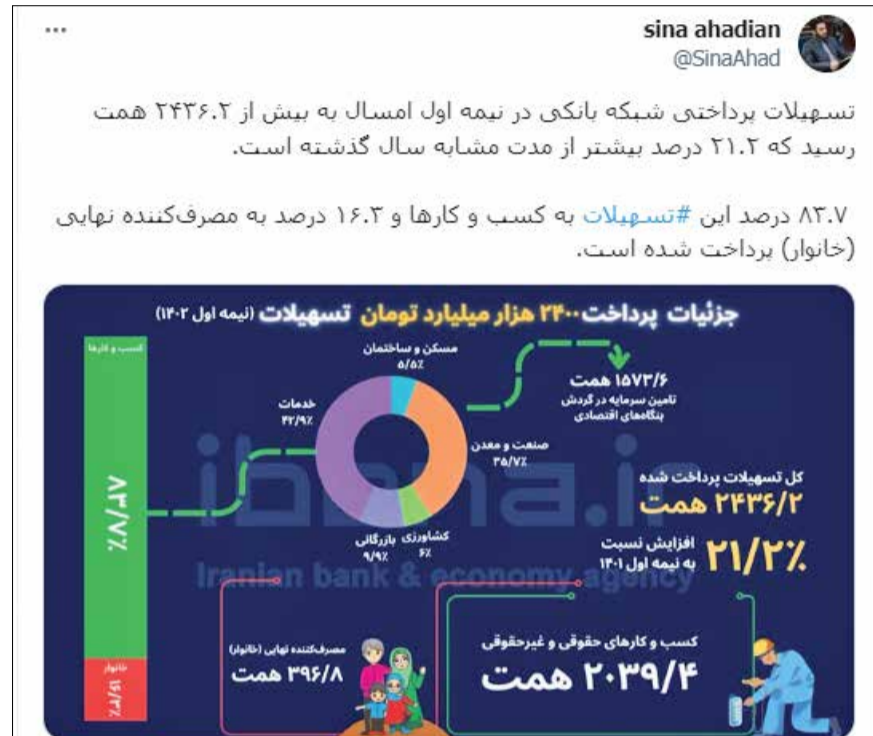 sina ahadian
@SinaAhad
تسهیلات پرداختی شبکه بانکی در نیمه اول امسال به بیش از ۲۴۳۶.۲ همت
رسید که ۲۱.۲ درصد بیشتر از مدت مشابه سال گذشته است.
۸۳.۷ درصد این #تسهیلات به کسب و کارها و ۱۶.۳ درصد به مصرف‌کننده نهایی
(خانوار) پرداخت شده است.
جزئیات پرداخت ۲۴۰۰ هزار میلیارد تومان تسهیلات (نیمه اول ۱۴۰۲)
کسب و کارها
۸۳/۷٪
خانوار
۱۶/۳٪
مسکن و ساختمان
۵/۵٪
خدمات
۴۲/۹٪
صنعت و معدن
۳۵/۷٪
کشاورزی
۶٪
بازرگانی
۹/۹٪
۱۵۷۳/۶ همت
تامین سرمایه در گردش
بنگاه‌های اقتصادی
کل تسهیلات پرداخت شده
۲۴۳۶/۲ همت
۲۱/۲٪
افزایش نسبت
به نیمه اول ۱۴۰۱
ibena.ir
Iranian bank & economy agency
مصرف‌کننده نهایی (خانوار)
۳۹۶/۸ همت
کسب و کارهای حقوقی و غیرحقوقی
۲۰۳۹/۴ همت